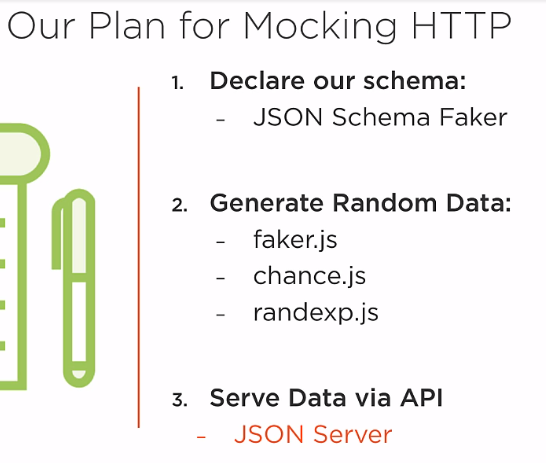 Our Plan for Mocking HTTP
1. Declare our schema:
– JSON Schema Faker
2. Generate Random Data:
– faker.js
– chance.js
– randexp.js
3. Serve Data via API
– JSON Server